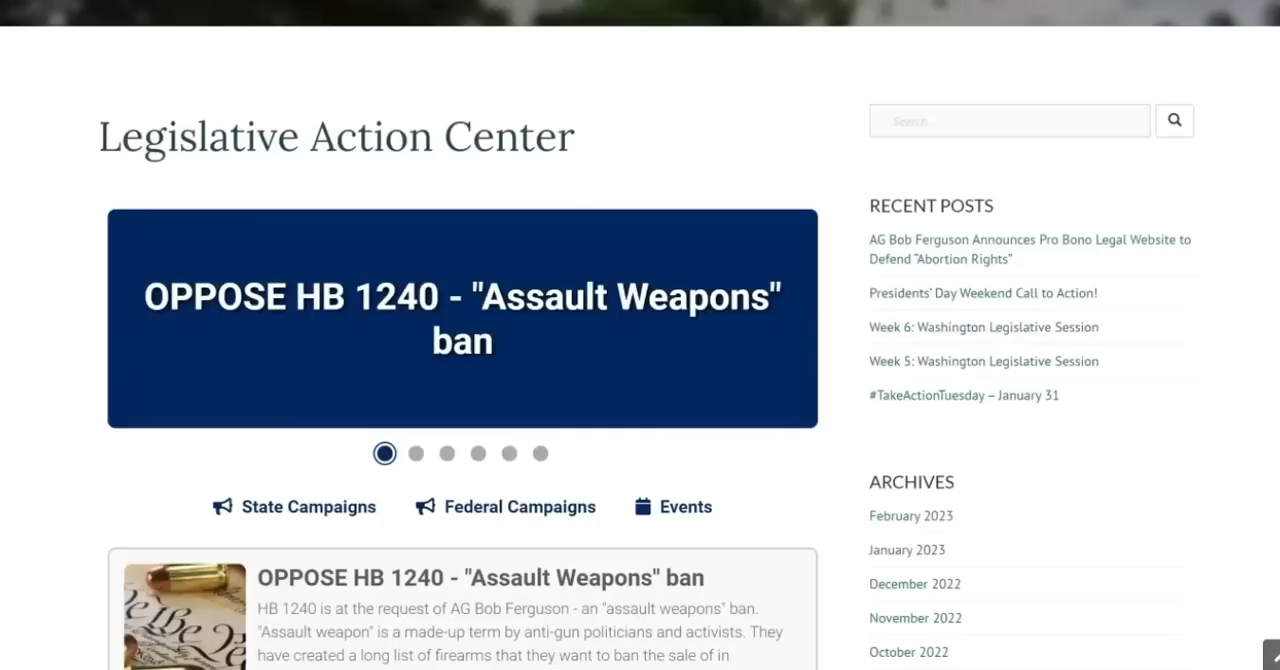 Legislative Action Center
OPPOSE HB 1240 - "Assault Weapons"
ban
State Campaigns
Federal Campaigns
Events
We the Pe
OPPOSE HB 1240 - "Assault Weapons" ban
HB 1240 is at the request of AG Bob Ferguson - an "assault weapons" ban.
"Assault weapon" is a made-up term by anti-gun politicians and activists. They
have created a long list of firearms that they want to ban the sale of in
Search...
RECENT POSTS
AG Bob Ferguson Announces Pro Bono Legal Website to
Defend “Abortion Rights”
Presidents’ Day Weekend Call to Action!
Week 6: Washington Legislative Session
Week 5: Washington Legislative Session
#TakeActionTuesday – January 31
ARCHIVES
February 2023
January 2023
December 2022
November 2022
October 2022